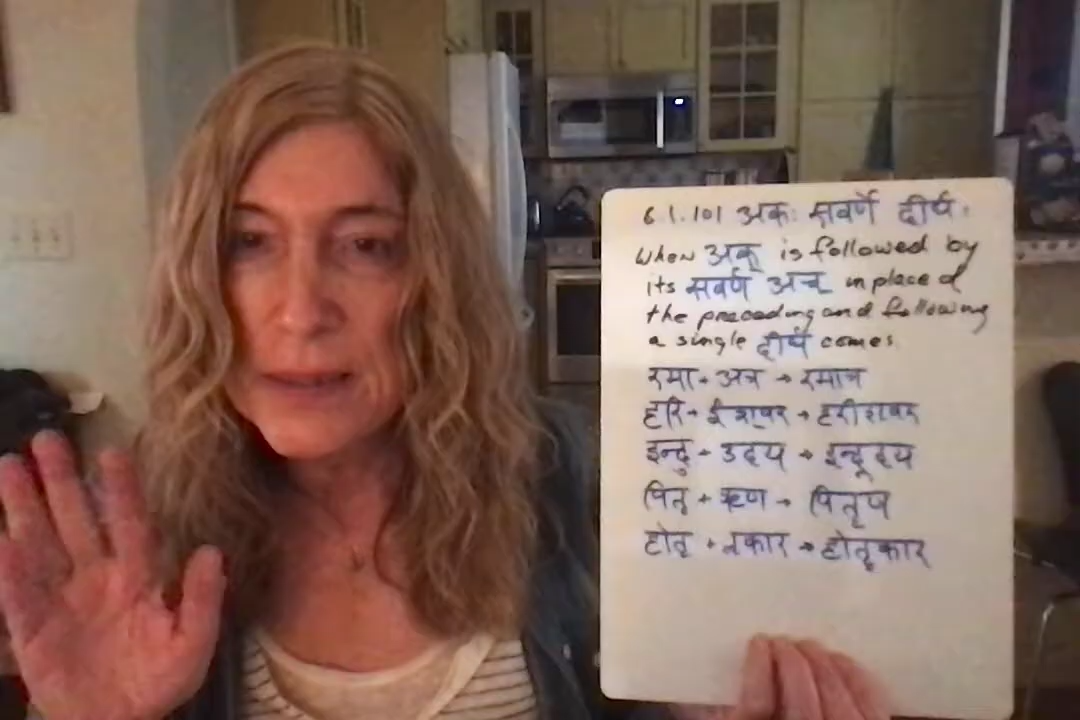 6.1.101 अकः सवर्णे दीर्घः
When अक् is followed by
its सवर्ण अच् in place of
the preceding and following
a single दीर्घ comes.
रमा + अत्र → रमात्र
हरि + ईश्वर → हरीश्वर
इन्दु + उदय → इन्दूदय
पितृ + ऋण → पितॄण
होतृ + ऌकार → होतॄकार